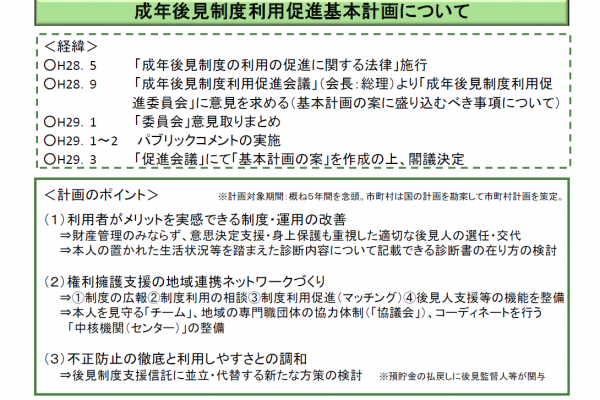 成年後見制度利用促進基本計画について
＜経緯＞
〇H28. 5 「成年後見制度の利用の促進に関する法律」施行
〇H28. 9 「成年後見制度利用促進会議」(会長:総理)より「成年後見制度利用促
進委員会」に意見を求める(基本計画の案に盛り込むべき事項について)
〇H29. 1 「委員会」意見取りまとめ
〇H29. 1～2 パブリックコメントの実施
〇H29. 3 「促進会議」にて「基本計画の案」を作成の上、閣議決定
＜計画のポイント＞ ※計画対象期間:概ね5年間を念頭。市町村は国の計画を勘案して市町村計画を策定。
(1)利用者がメリットを実感できる制度・運用の改善
⇒財産管理のみならず、意思決定支援・身上保護も重視した適切な後見人の選任・交代
⇒本人の置かれた生活状況等を踏まえた診断内容について記載できる診断書の在り方の検討
(2)権利擁護支援の地域連携ネットワークづくり
⇒①制度の広報②制度利用の相談③制度利用促進(マッチング)④後見人支援等の機能を整備
⇒本人を見守る「チーム」、地域の専門職団体の協力体制(「協議会」)、コーディネートを行う
「中核機関(センター)」の整備
(3)不正防止の徹底と利用しやすさとの調和
⇒後見制度支援信託に並立・代替する新たな方策の検討 ※預貯金の払戻しに後見監督人等が関与